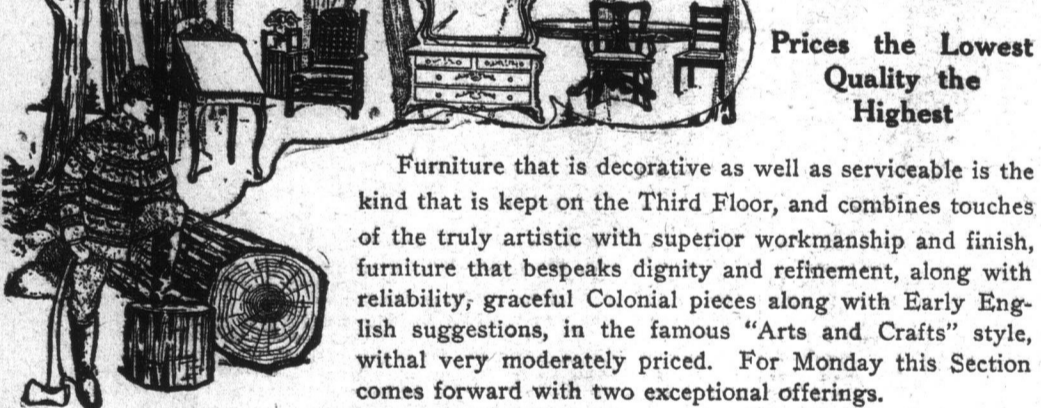 Prices the Lowest
Quality the
Highest
Furniture that is decorative as well as serviceable is the
kind that is kept on the Third Floor, and combines touches
of the truly artistic with superior workmanship and finish,
furniture that bespeaks dignity and refinement, along with
reliability, graceful Colonial pieces along with Early Eng-
lish suggestions, in the famous "Arts and Crafts" style,
withal very moderately priced. For Monday this Section
comes forward with two exceptional offerings.